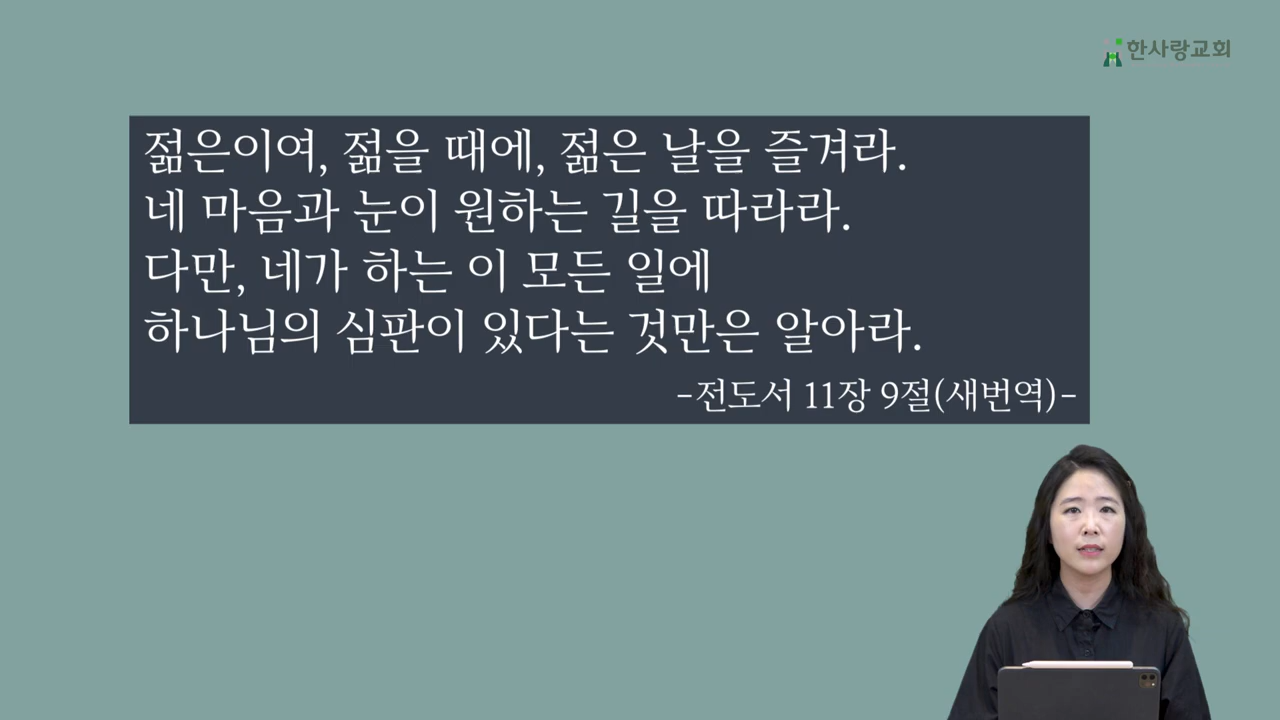 한사랑교회
젊은이여, 젊을 때에, 젊은 날을 즐겨라.
네 마음과 눈이 원하는 길을 따라라.
다만, 네가 하는 이 모든 일에
하나님의 심판이 있다는 것만은 알아라.
-전도서 11장 9절(새번역)-